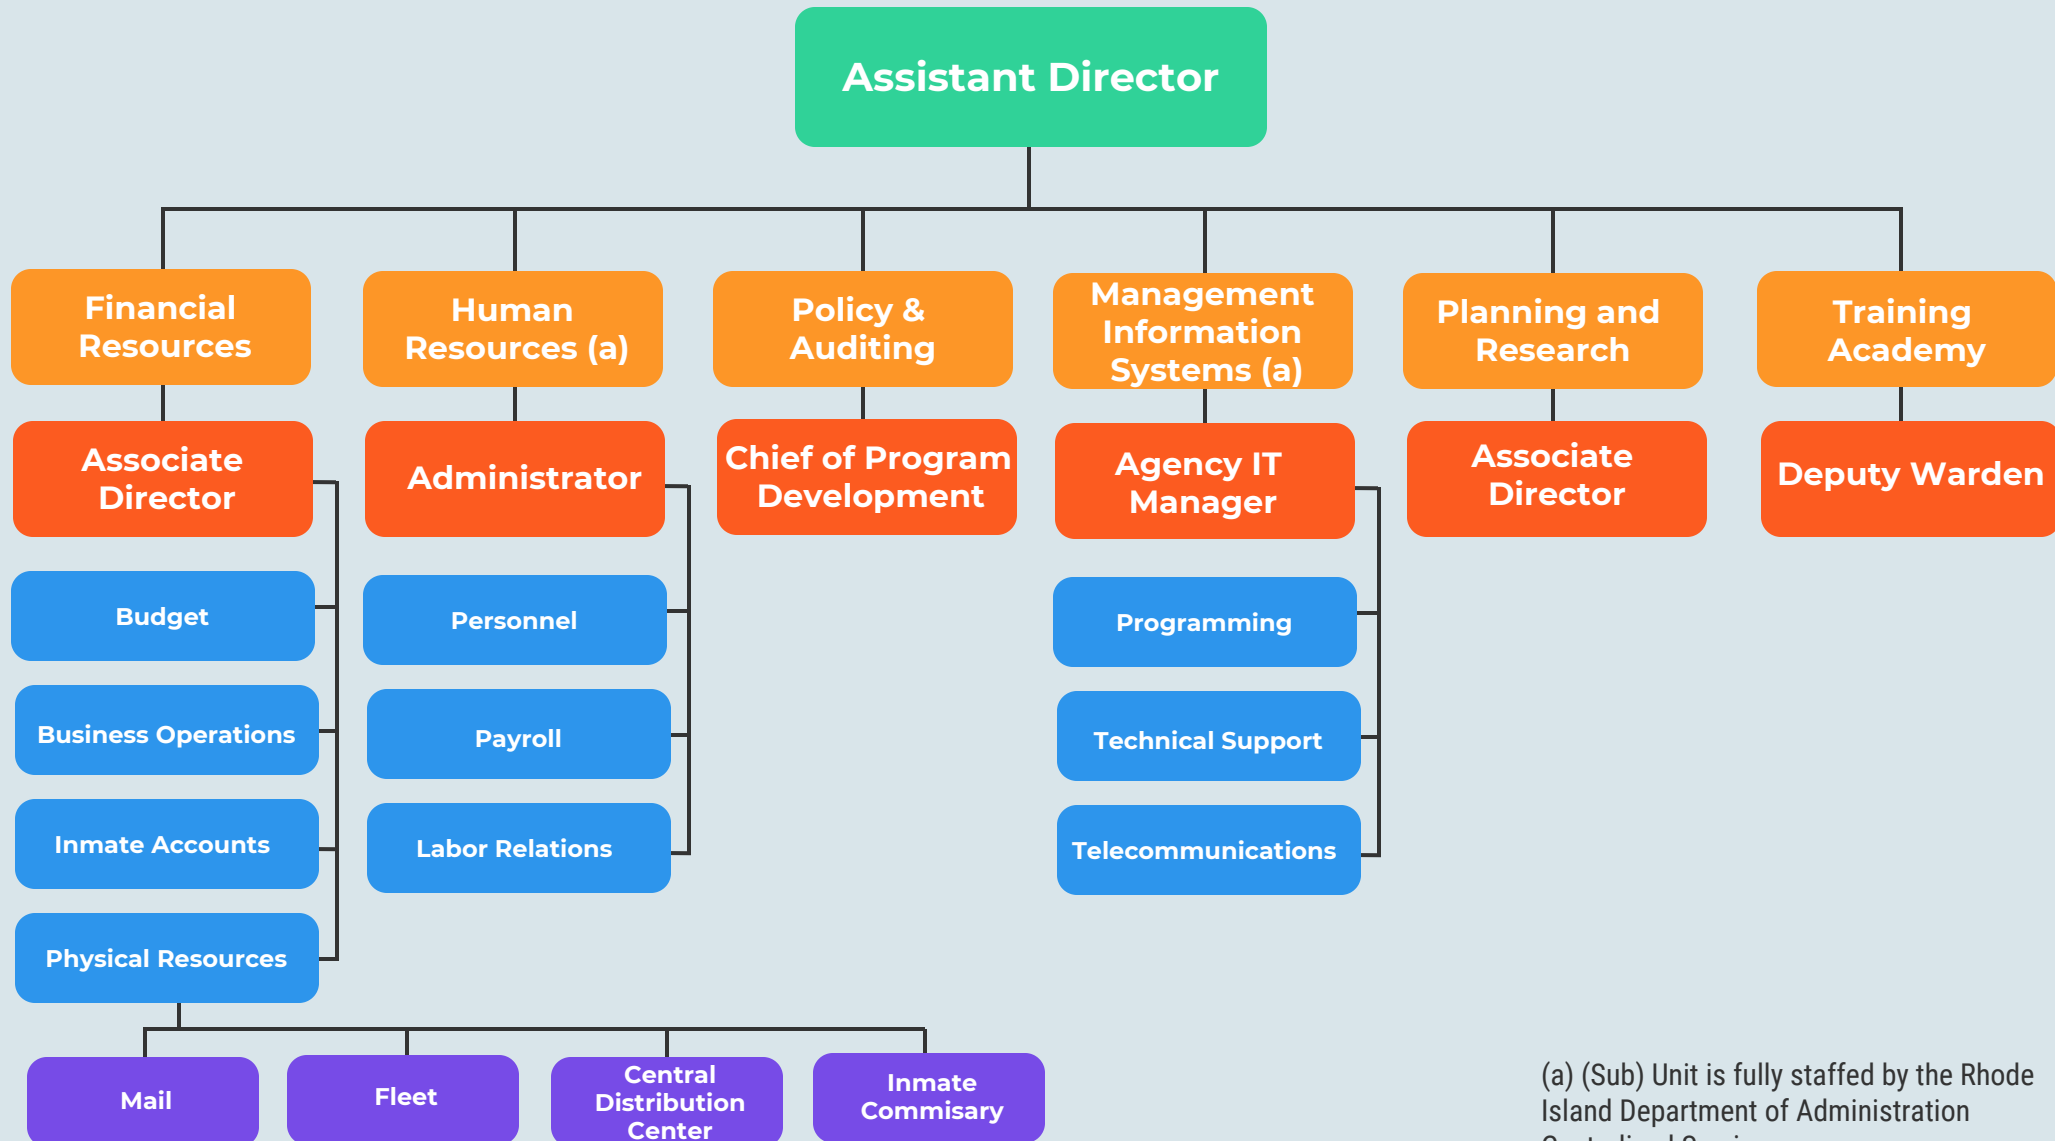 Assistant Director
Financial
Resources
Human
Resources (a)
Policy &
Auditing
Management
Information
Systems (a)
Planning and
Research
Training
Academy
Associate
Director
Administrator
Chief of Program
Development
Agency IT
Manager
Associate
Director
Deputy Warden
Budget
Business Operations
Inmate Accounts
Physical Resources
Personnel
Payroll
Labor Relations
Programming
Technical Support
Telecommunications
Mail
Fleet
Central
Distribution
Center
Inmate
Commisary
(a) (Sub) Unit is fully staffed by the Rhode
Island Department of Administration